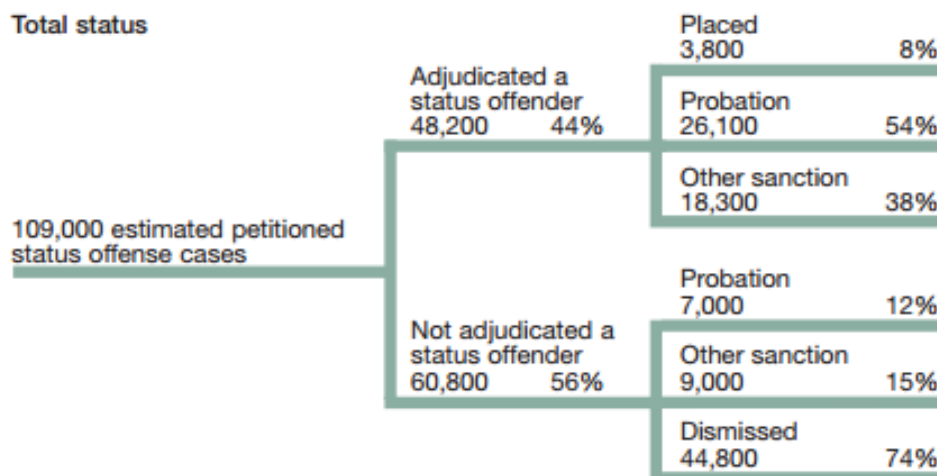 Total status
109,000 estimated petitioned
status offense cases
Adjudicated a
status offender
48,200 44%
Placed
3,800 8%
Probation
26,100 54%
Other sanction
18,300 38%
Not adjudicated a
status offender
60,800 56%
Probation
7,000 12%
Other sanction
9,000 15%
Dismissed
44,800 74%